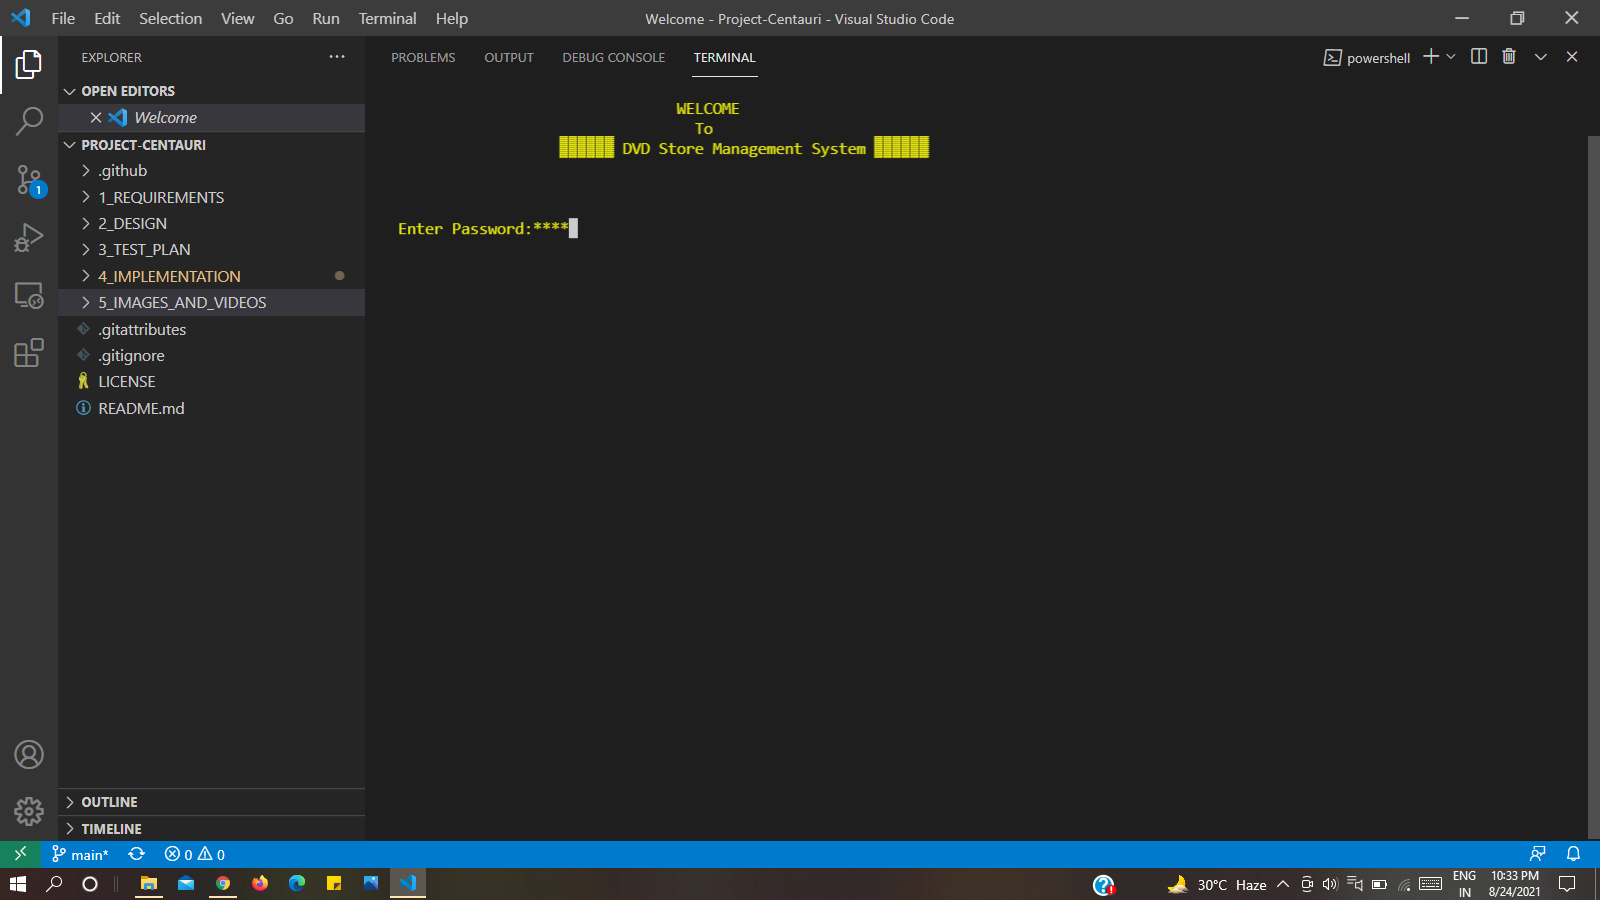 File Edit Selection View Go Run Terminal Help
Welcome - Project-Centauri - Visual Studio Code
EXPLORER
OPEN EDITORS
Welcome
PROJECT-CENTAURI
.github
1_REQUIREMENTS
2_DESIGN
3_TEST_PLAN
4_IMPLEMENTATION
5_IMAGES_AND_VIDEOS
.gitattributes
.gitignore
LICENSE
README.md
OUTLINE
TIMELINE
1
PROBLEMS OUTPUT DEBUG CONSOLE TERMINAL
powershell
WELCOME
To
▓▓▓▓▓▓ DVD Store Management System ▓▓▓▓▓▓
Enter Password:****
main* 0 0
30°C Haze
ENG
IN
10:33 PM
8/24/2021